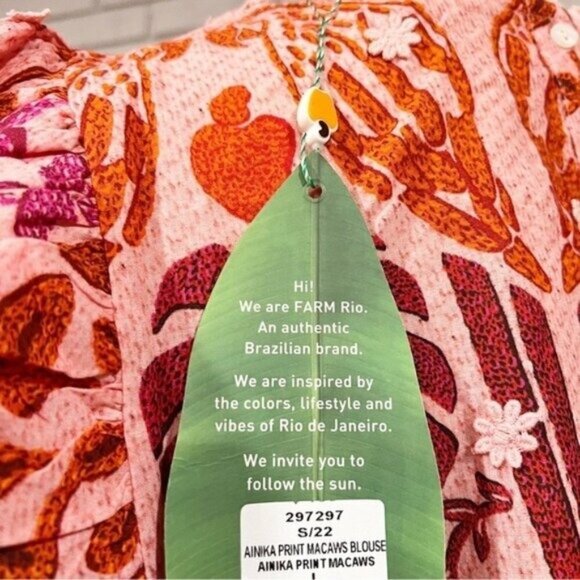 Hi!
We are FARM Rio.
An authentic
Brazilian brand.
We are inspired by
the colors, lifestyle and
vibes of Rio de Janeiro.
We invite you to
follow the sun.
297297
S/22
AINIKA PRINT MACAWS BLOUSE
AINIKA PRINT MACAWS